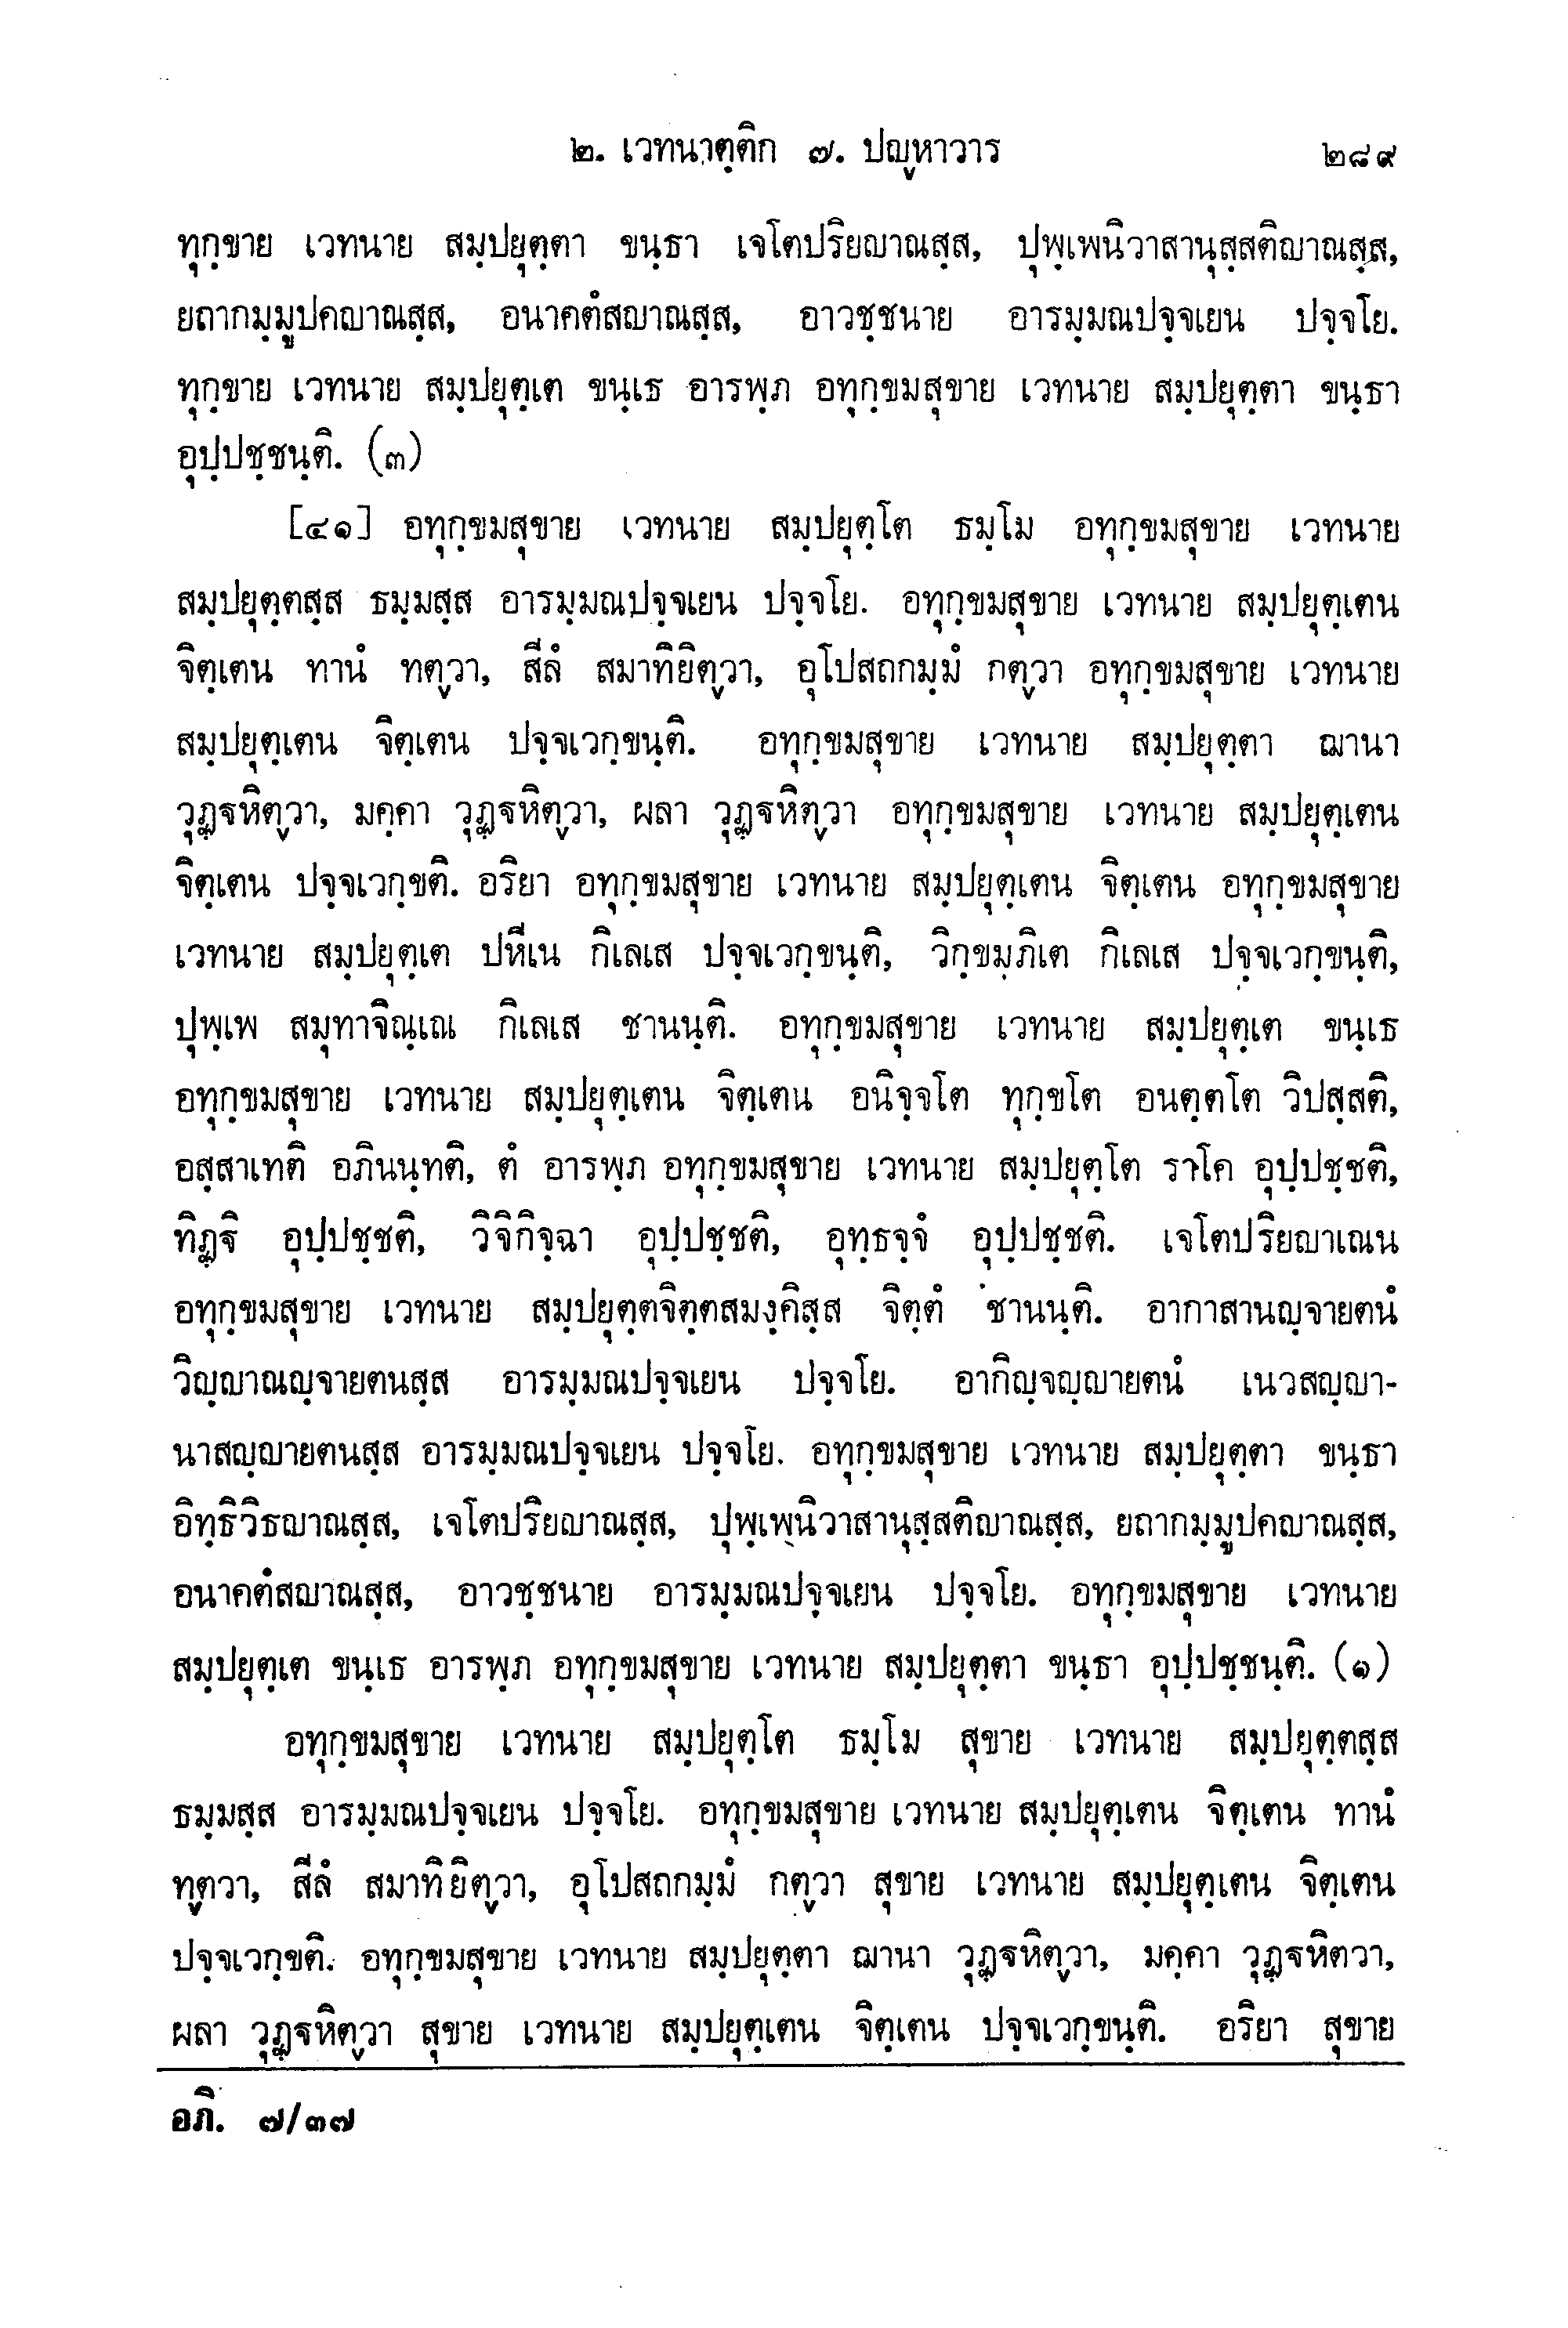 ๒. เวทนาตฺติก ๗. ปญฺหาวาร ๒๘๙
ทุกฺขาย เวทนาย สมฺปยุตฺตา ขนฺธา เจโตปริยญาณสฺส, ปุพฺเพนิวาสานุสฺสติญาณสฺส,
ยถากมฺมูปคญาณสฺส, อนาคตํสญาณสฺส, อาวชฺชนาย อารมฺมณปจฺจเยน ปจฺจโย.
ทุกฺขาย เวทนาย สมฺปยุตฺเต ขนฺเธ อารพฺภ อทุกฺขมสุขาย เวทนาย สมฺปยุตฺตา ขนฺธา
อุปฺปชฺชนฺติ. (๓)
[๔๑] อทุกฺขมสุขาย เวทนาย สมฺปยุตฺโต ธมฺโม อทุกฺขมสุขาย เวทนาย
สมฺปยุตฺตสฺส ธมฺมสฺส อารมฺมณปจฺจเยน ปจฺจโย. อทุกฺขมสุขาย เวทนาย สมฺปยุตฺเตน
จิตฺเตน ทานํ ทตฺวา, สีลํ สมาทิยิตฺวา, อุโปสถกมฺมํ กตฺวา อทุกฺขมสุขาย เวทนาย
สมฺปยุตฺเตน จิตฺเตน ปจฺจเวกฺขนฺติ. อทุกฺขมสุขาย เวทนาย สมฺปยุตฺตา ฌานา
วุฏฺฐหิตฺวา, มคฺคา วุฏฺฐหิตฺวา, ผลา วุฏฺฐหิตฺวา อทุกฺขมสุขาย เวทนาย สมฺปยุตฺเตน
จิตฺเตน ปจฺจเวกฺขติ. อริยา อทุกฺขมสุขาย เวทนาย สมฺปยุตฺเตน จิตฺเตน อทุกฺขมสุขาย
เวทนาย สมฺปยุตฺเต ปหีเน กิเลเส ปจฺจเวกฺขนฺติ, วิกฺขมฺภิเต กิเลเส ปจฺจเวกฺขนฺติ,
ปุพฺเพ สมุทาจิณฺเณ กิเลเส ชานนฺติ. อทุกฺขมสุขาย เวทนาย สมฺปยุตฺเต ขนฺเธ
อทุกฺขมสุขาย เวทนาย สมฺปยุตฺเตน จิตฺเตน อนิจฺจโต ทุกฺขโต อนตฺตโต วิปสฺสติ,
อสฺสาเทติ อภินนฺทติ, ตํ อารพฺภ อทุกฺขมสุขาย เวทนาย สมฺปยุตฺโต ราโค อุปฺปชฺชติ,
ทิฏฺฐิ อุปฺปชฺชติ, วิจิกิจฺฉา อุปฺปชฺชติ, อุทฺธจฺจํ อุปฺปชฺชติ. เจโตปริยญาเณน
อทุกฺขมสุขาย เวทนาย สมฺปยุตฺตจิตฺตสมงฺคิสฺส จิตฺตํ ชานนฺติ. อากาสานญฺจายตนํ
วิญฺญาณญฺจายตนสฺส อารมฺมณปจฺจเยน ปจฺจโย. อากิญฺจญฺญายตนํ เนวสญฺญา-
นาสญฺญายตนสฺส อารมฺมณปจฺจเยน ปจฺจโย. อทุกฺขมสุขาย เวทนาย สมฺปยุตฺตา ขนฺธา
อิทฺธิวิธญาณสฺส, เจโตปริยญาณสฺส, ปุพฺเพนิวาสานุสฺสติญาณสฺส, ยถากมฺมูปคญาณสฺส,
อนาคตํสญาณสฺส, อาวชฺชนาย อารมฺมณปจฺจเยน ปจฺจโย. อทุกฺขมสุขาย เวทนาย
สมฺปยุตฺเต ขนฺเธ อารพฺภ อทุกฺขมสุขาย เวทนาย สมฺปยุตฺตา ขนฺธา อุปฺปชฺชนฺติ. (๑)
อทุกฺขมสุขาย เวทนาย สมฺปยุตฺโต ธมฺโม สุขาย เวทนาย สมฺปยุตฺตสฺส
ธมฺมสฺส อารมฺมณปจฺจเยน ปจฺจโย. อทุกฺขมสุขาย เวทนาย สมฺปยุตฺเตน จิตฺเตน ทานํ
ทตฺวา, สีลํ สมาทิยิตฺวา, อุโปสถกมฺมํ กตฺวา สุขาย เวทนาย สมฺปยุตฺเตน จิตฺเตน
ปจฺจเวกฺขติ. อทุกฺขมสุขาย เวทนาย สมฺปยุตฺตา ฌานา วุฏฺฐหิตฺวา, มคฺคา วุฏฺฐหิตวา,
ผลา วุฏฺฐหิตฺวา สุขาย เวทนาย สมฺปยุตฺเตน จิตฺเตน ปจฺจเวกฺขนฺติ. อริยา สุขาย
อภิ. ๗/๓๗